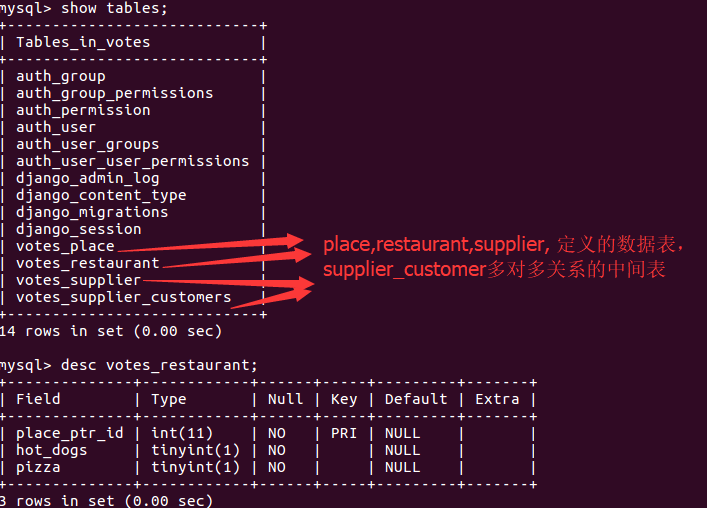 mysql> show tables;
+----------------------------+
| Tables_in_votes            |
+----------------------------+
| auth_group                 |
| auth_group_permissions     |
| auth_permission            |
| auth_user                  |
| auth_user_groups           |
| auth_user_user_permissions |
| django_admin_log           |
| django_content_type        |
| django_migrations          |
| django_session             |
| votes_place                |
place,restaurant,supplier, 定义的数据表,
| votes_restaurant           |
supplier_customer多对多关系的中间表
| votes_supplier             |
| votes_supplier_customers   |
+----------------------------+
14 rows in set (0.00 sec)
mysql> desc votes_restaurant;
+--------------+------------+------+-----+---------+-------+
| Field        | Type       | Null | Key | Default | Extra |
+--------------+------------+------+-----+---------+-------+
| place_ptr_id | int(11)    | NO   | PRI | NULL    |       |
| hot_dogs     | tinyint(1) | NO   |     | NULL    |       |
| pizza        | tinyint(1) | NO   |     | NULL    |       |
+--------------+------------+------+-----+---------+-------+
3 rows in set (0.00 sec)